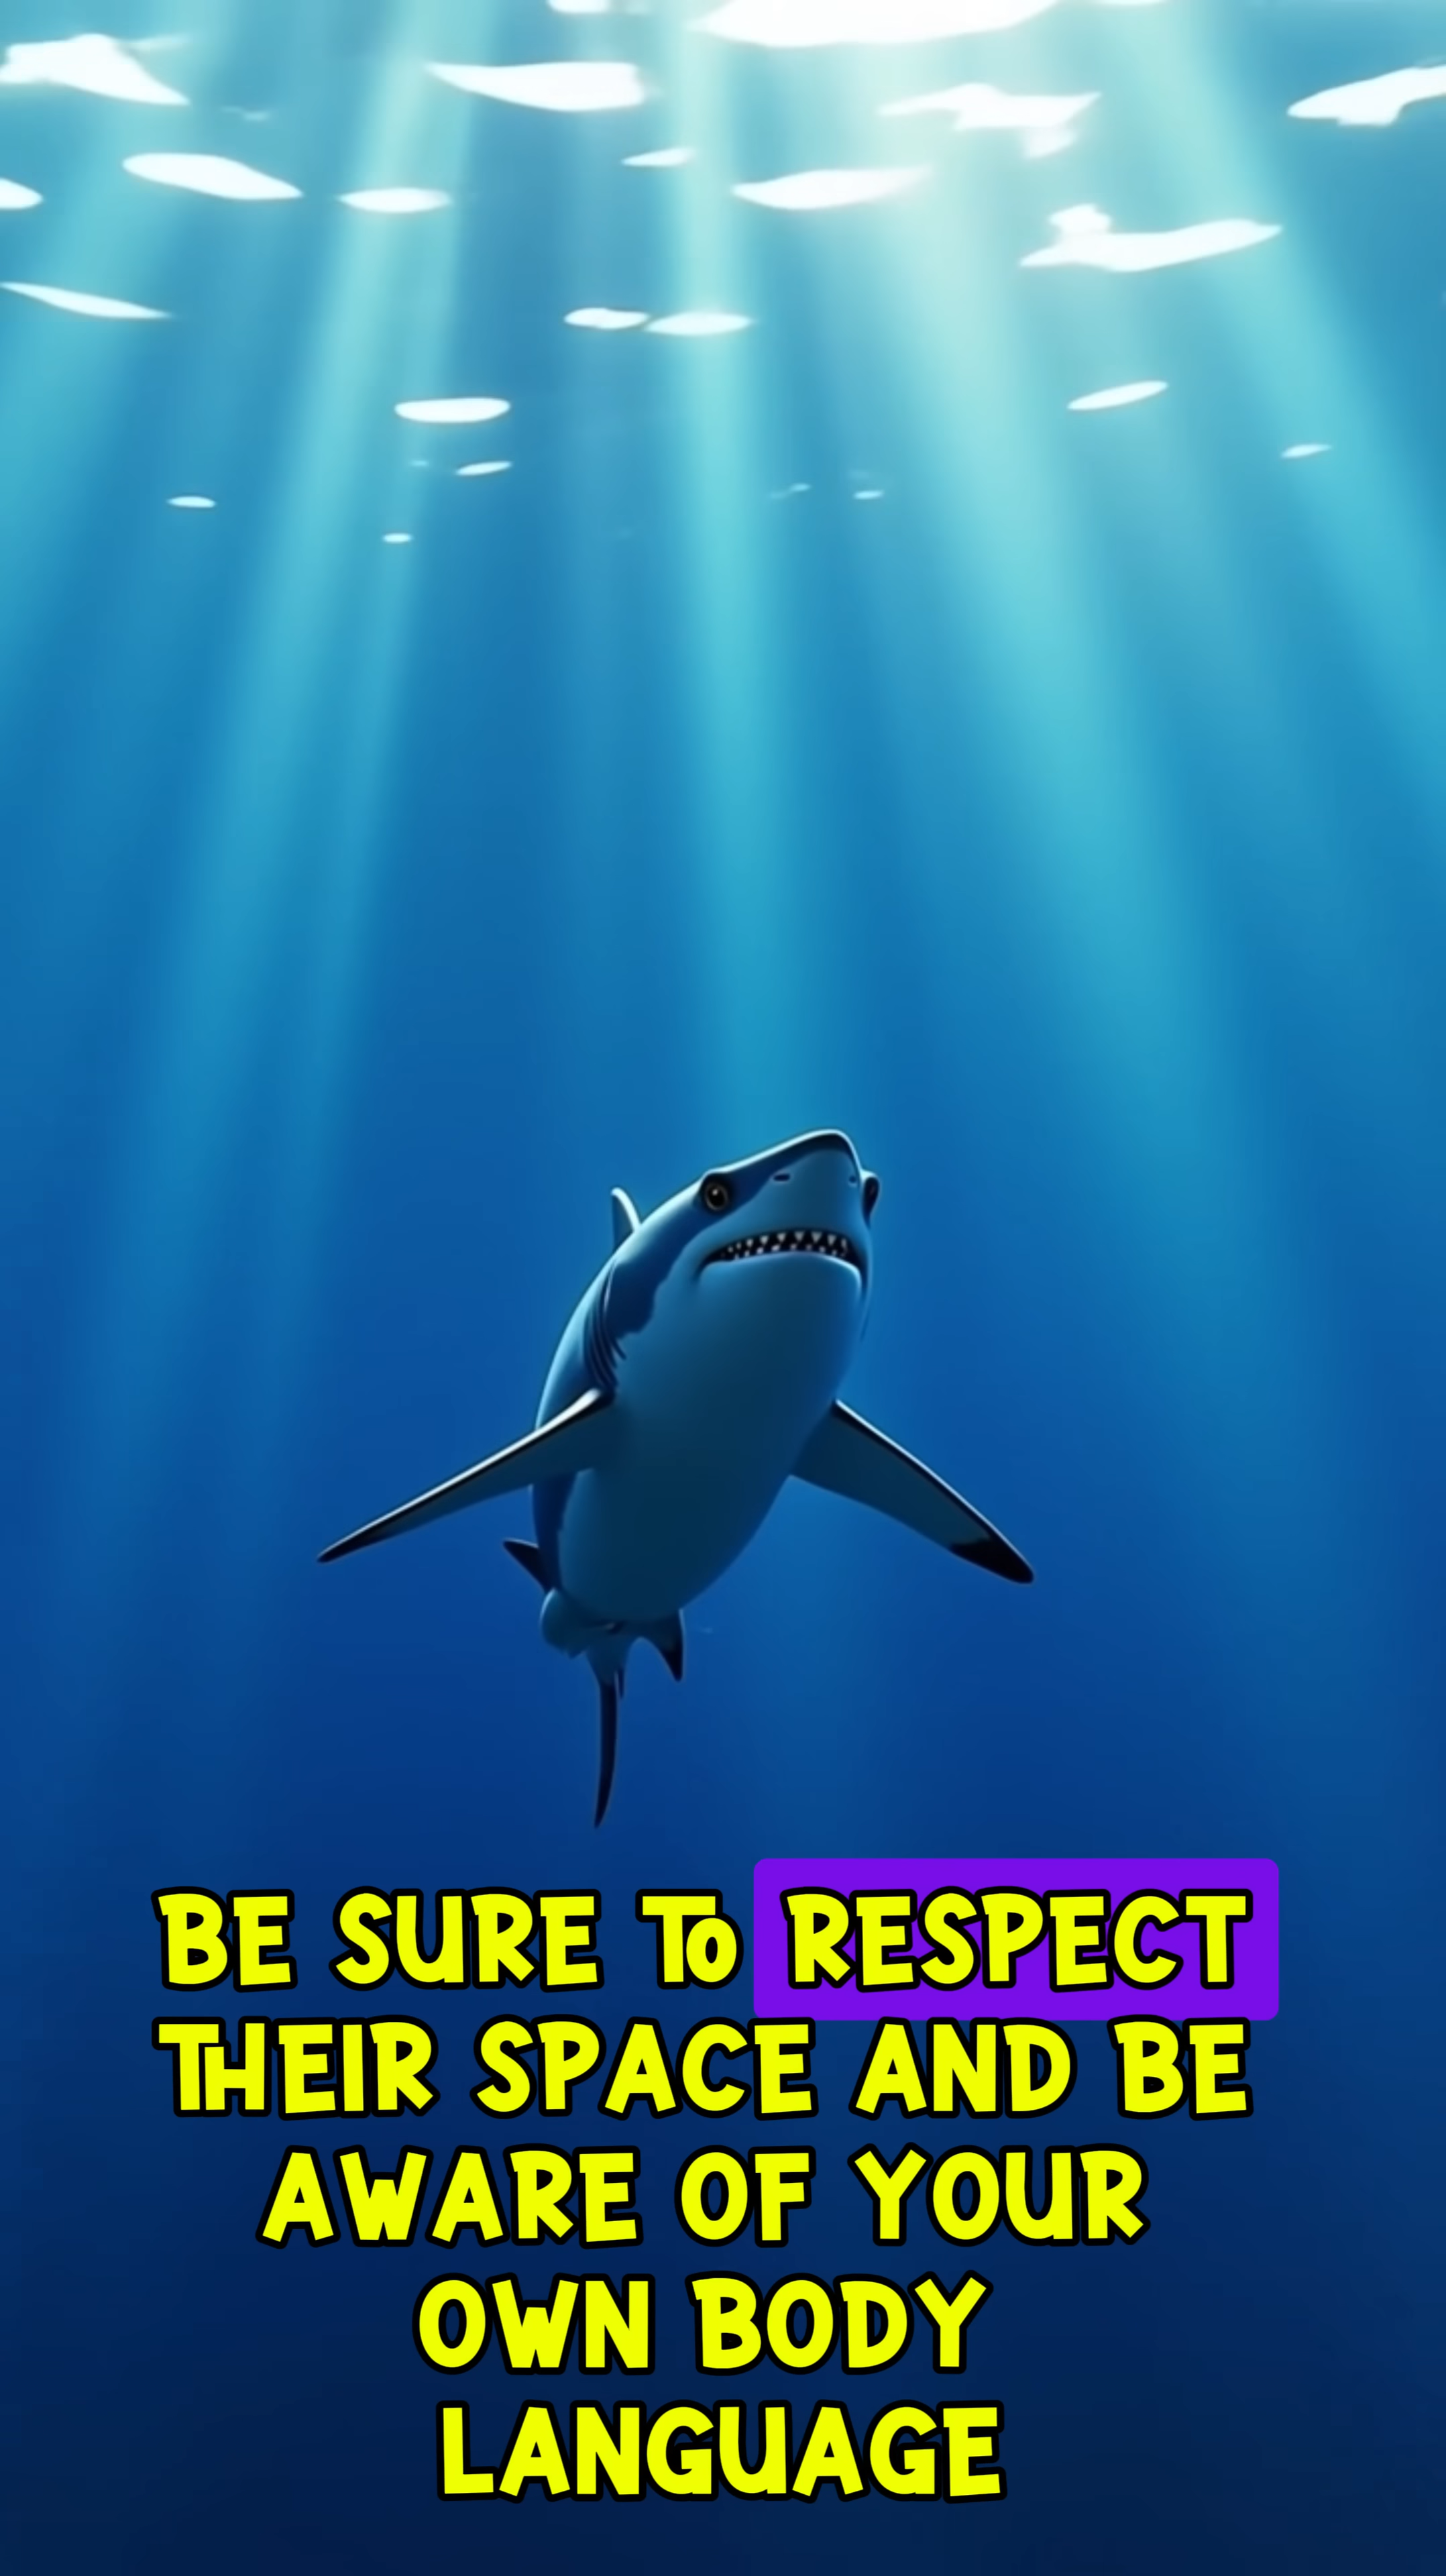 BE SURE TO RESPECT
THEIR SPACE AND BE
AWARE OF YOUR
OWN BODY
LANGUAGE